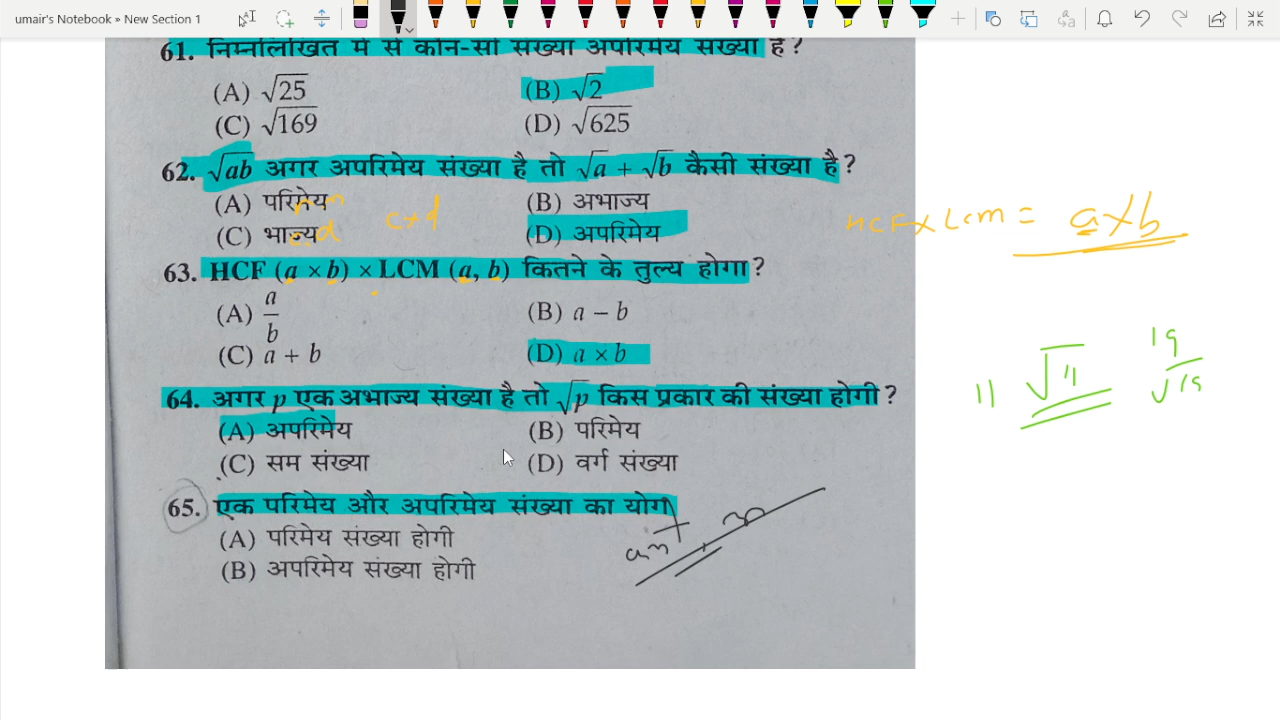 umair's Notebook » New Section 1
61. निम्नलिखित में से कौन-सी संख्या अपरिमेय संख्या है?
(A) √25 (B) √2
(C) √169 (D) √625
62. √ab अगर अपरिमेय संख्या है तो √a + √b कैसी संख्या है?
(A) परिमेय (B) अभाज्य
(C) भाज्य (D) अपरिमेय
c+d
HCF x LCM = a x b
63. HCF (a × b) × LCM (a, b) कितने के तुल्य होगा?
(A) a/b (B) a − b
(C) a + b (D) a × b
11 √11 19/√19
64. अगर p एक अभाज्य संख्या है तो √p किस प्रकार की संख्या होगी?
(A) अपरिमेय (B) परिमेय
(C) सम संख्या (D) वर्ग संख्या
65. एक परिमेय और अपरिमेय संख्या का योग
(A) परिमेय संख्या होगी
(B) अपरिमेय संख्या होगी